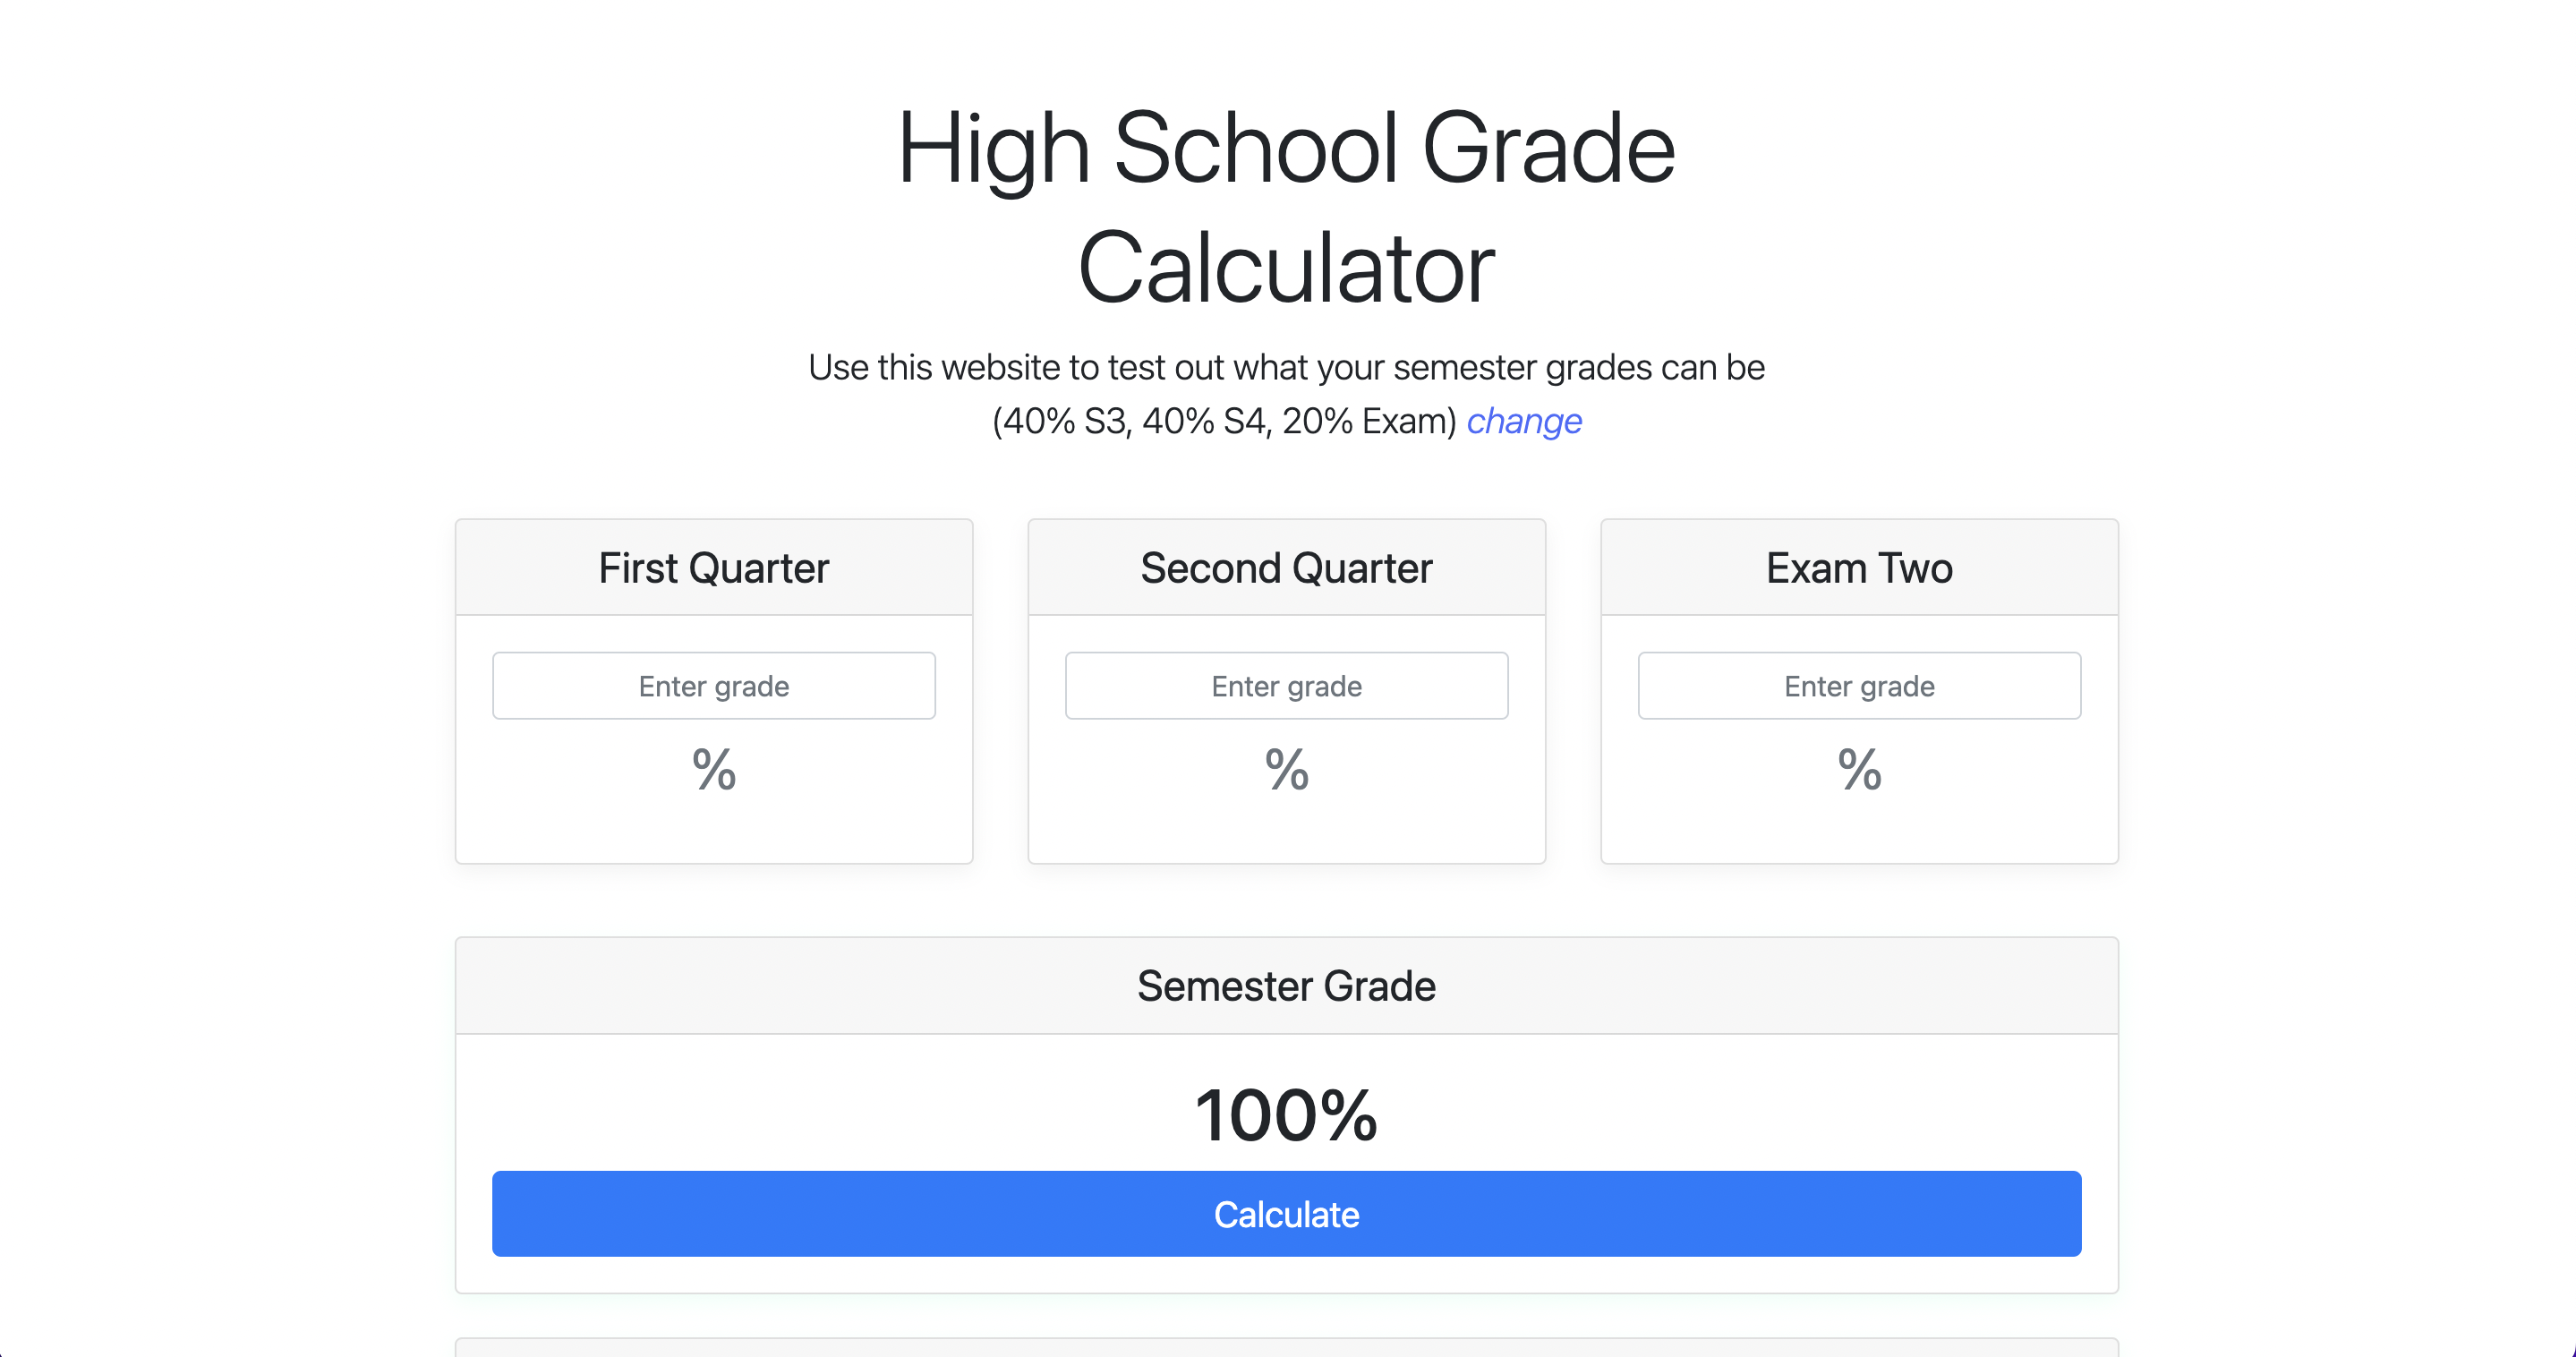 High School Grade
Calculator
Use this website to test out what your semester grades can be
(40% S3, 40% S4, 20% Exam) change
First Quarter
Enter grade
%
Second Quarter
Enter grade
%
Exam Two
Enter grade
%
Semester Grade
100%
Calculate